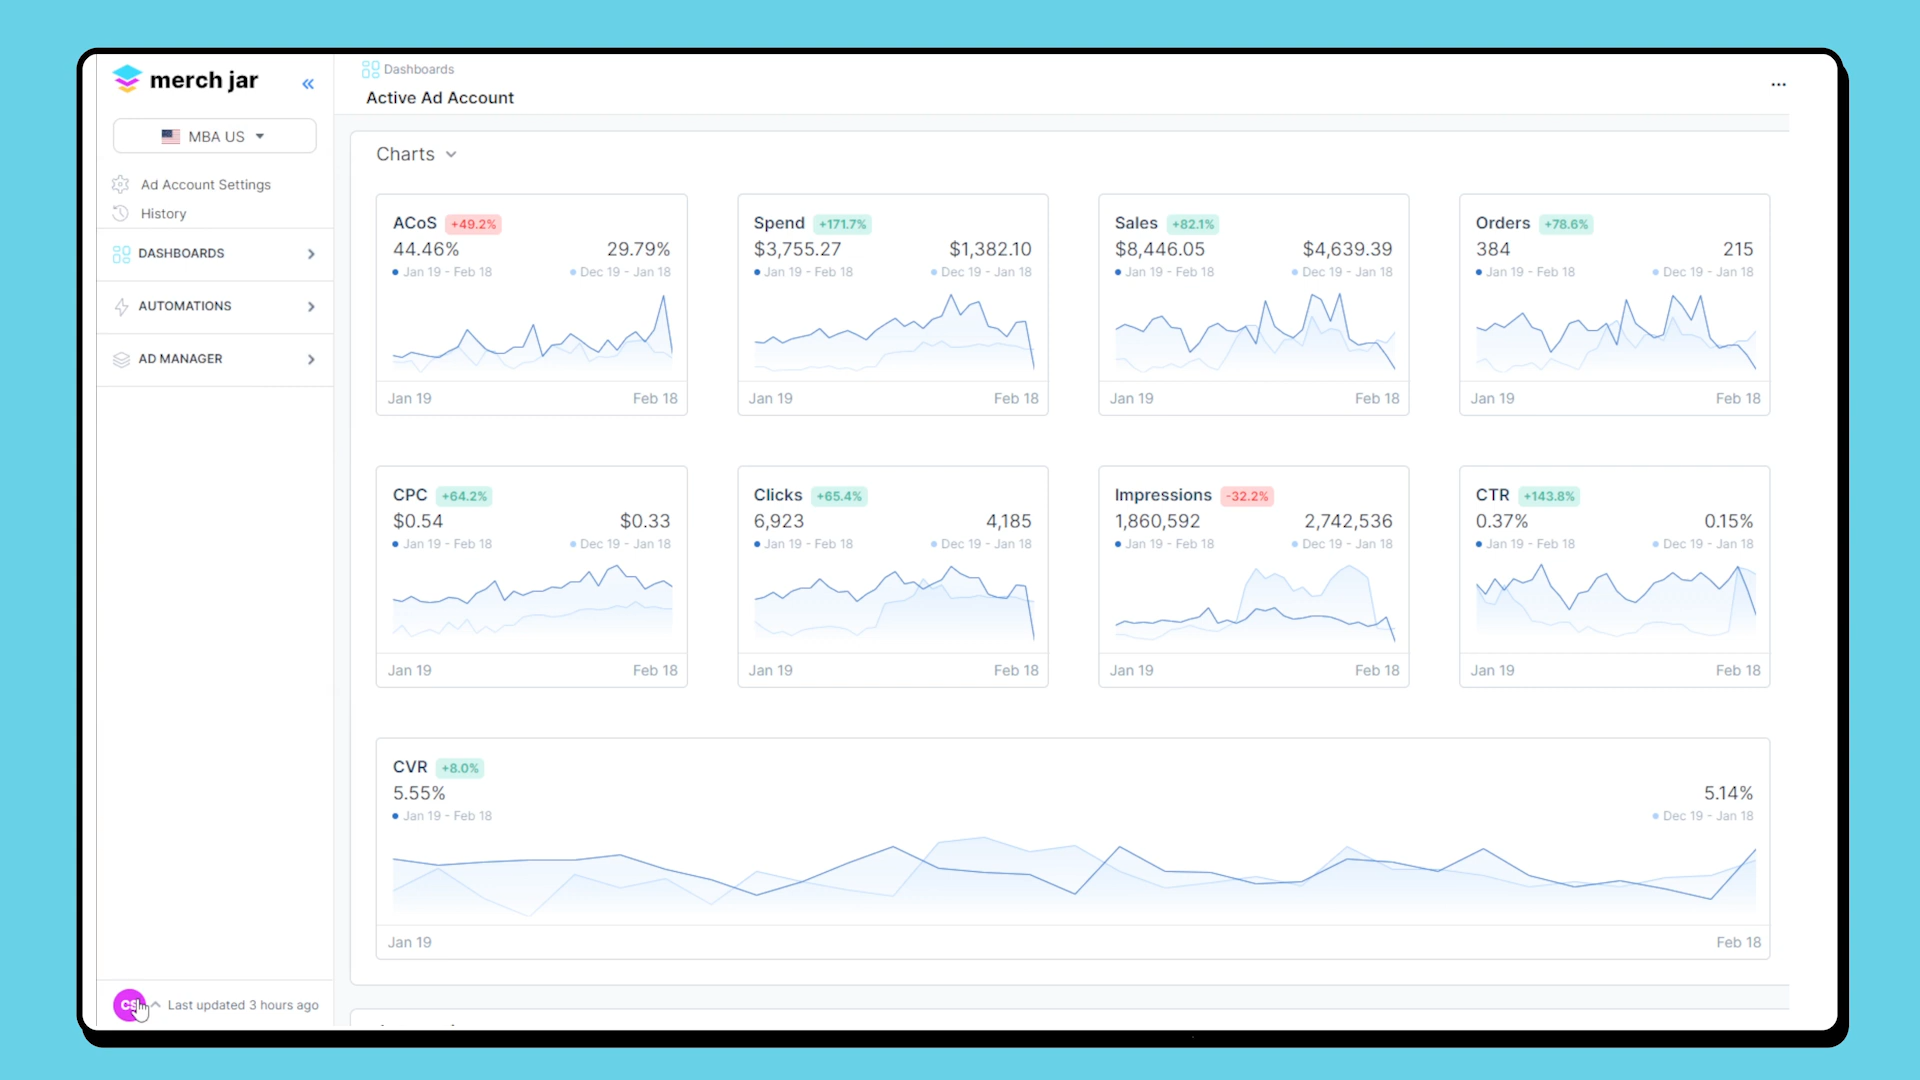 merch jar
«
MBA US
Ad Account Settings
History
DASHBOARDS
AUTOMATIONS
AD MANAGER
Last updated 3 hours ago
Dashboards
Active Ad Account
...
Charts
ACoS +49.2%
44.46% 29.79%
Jan 19 - Feb 18 Dec 19 - Jan 18
Jan 19 Feb 18
Spend +171.7%
$3,755.27 $1,382.10
Jan 19 - Feb 18 Dec 19 - Jan 18
Jan 19 Feb 18
Sales +82.1%
$8,446.05 $4,639.39
Jan 19 - Feb 18 Dec 19 - Jan 18
Jan 19 Feb 18
Orders +78.6%
384 215
Jan 19 - Feb 18 Dec 19 - Jan 18
Jan 19 Feb 18
CPC +64.2%
$0.54 $0.33
Jan 19 - Feb 18 Dec 19 - Jan 18
Jan 19 Feb 18
Clicks +65.4%
6,923 4,185
Jan 19 - Feb 18 Dec 19 - Jan 18
Jan 19 Feb 18
Impressions -32.2%
1,860,592 2,742,536
Jan 19 - Feb 18 Dec 19 - Jan 18
Jan 19 Feb 18
CTR +143.8%
0.37% 0.15%
Jan 19 - Feb 18 Dec 19 - Jan 18
Jan 19 Feb 18
CVR +8.0%
5.55% 5.14%
Jan 19 - Feb 18 Dec 19 - Jan 18
Jan 19 Feb 18